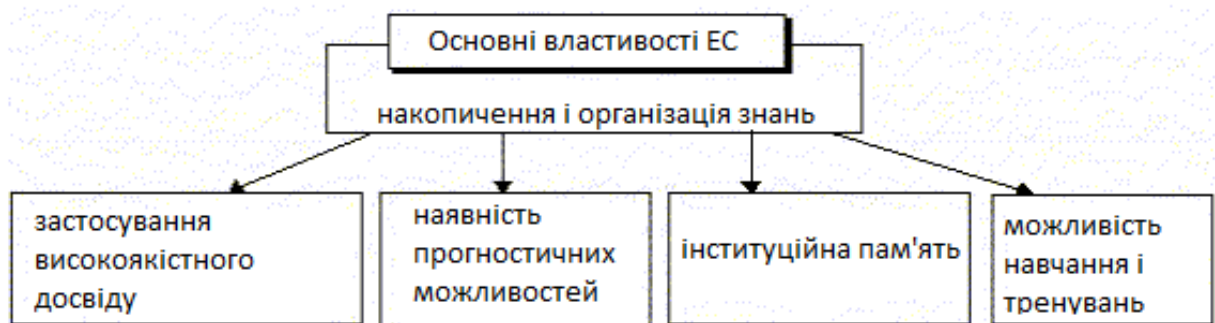 Основні властивості ЕС
накопичення і організація знань
застосування
високоякістного
досвіду
наявність
прогностичних
можливостей
інституційна пам'ять
можливість
навчання і
тренувань